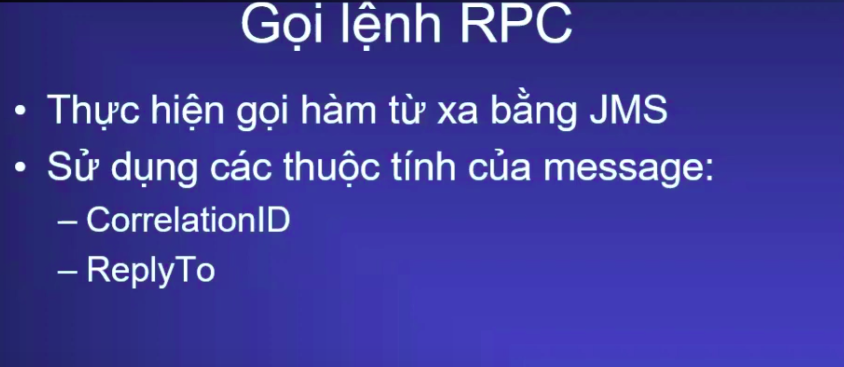 Gọi lệnh RPC
• Thực hiện gọi hàm từ xa bằng JMS
• Sử dụng các thuộc tính của message:
– CorrelationID
– ReplyTo